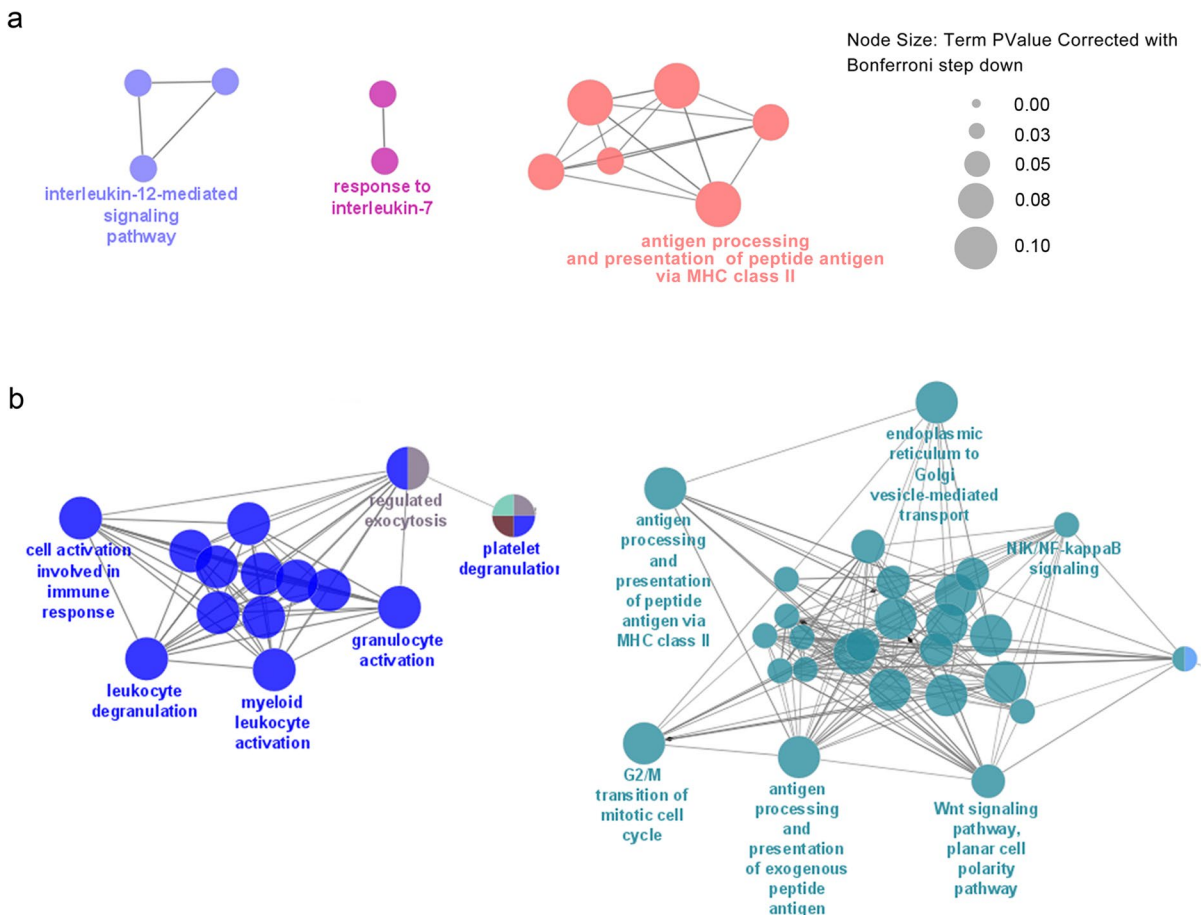 a
Node Size: Term PValue Corrected with
Bonferroni step down
0.00
0.03
0.05
0.08
0.10
interleukin-12-mediated
signaling
pathway
response to
interleukin-7
antigen processing
and presentation of peptide antigen
via MHC class II
b
regulated
exocytosis
platelet
degranulation
cell activation
involved in
immune
response
granulocyte
activation
leukocyte
degranulation
myeloid
leukocyte
activation
endoplasmic
reticulum to
Golgi
vesicle-mediated
transport
antigen
processing
and
presentation
of peptide
antigen via
MHC class II
NIK/NF-kappaB
signaling
G2/M
transition of
mitotic cell
cycle
antigen
processing
and
presentation
of exogenous
peptide
antigen
Wnt signaling
pathway,
planar cell
polarity
pathway